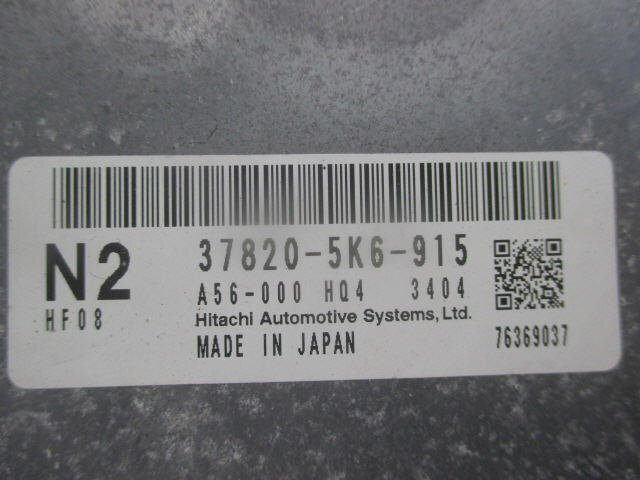 N2
HF08
37820-5K6-915
A56-000 HQ4 3404
Hitachi Automotive Systems, Ltd.
MADE IN JAPAN
76369037